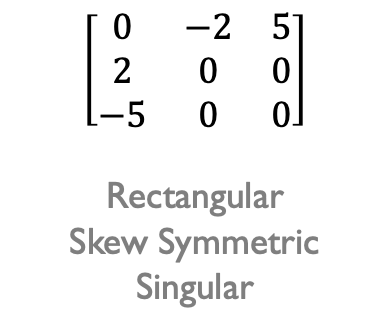 0 −2 5
2 0 0
−5 0 0
Rectangular
Skew Symmetric
Singular